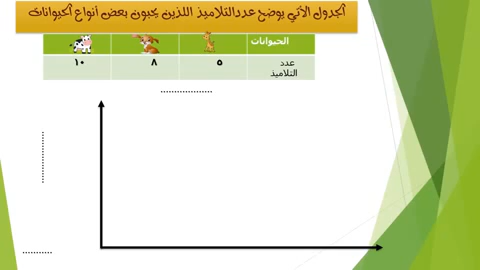 الجدول الآتي يوضح عدد التلاميذ اللذين يحبون بعض أنواع الحيوانات
الحيوانات
عدد التلاميذ ٥ ٨ ١٠
...................
...................
..........